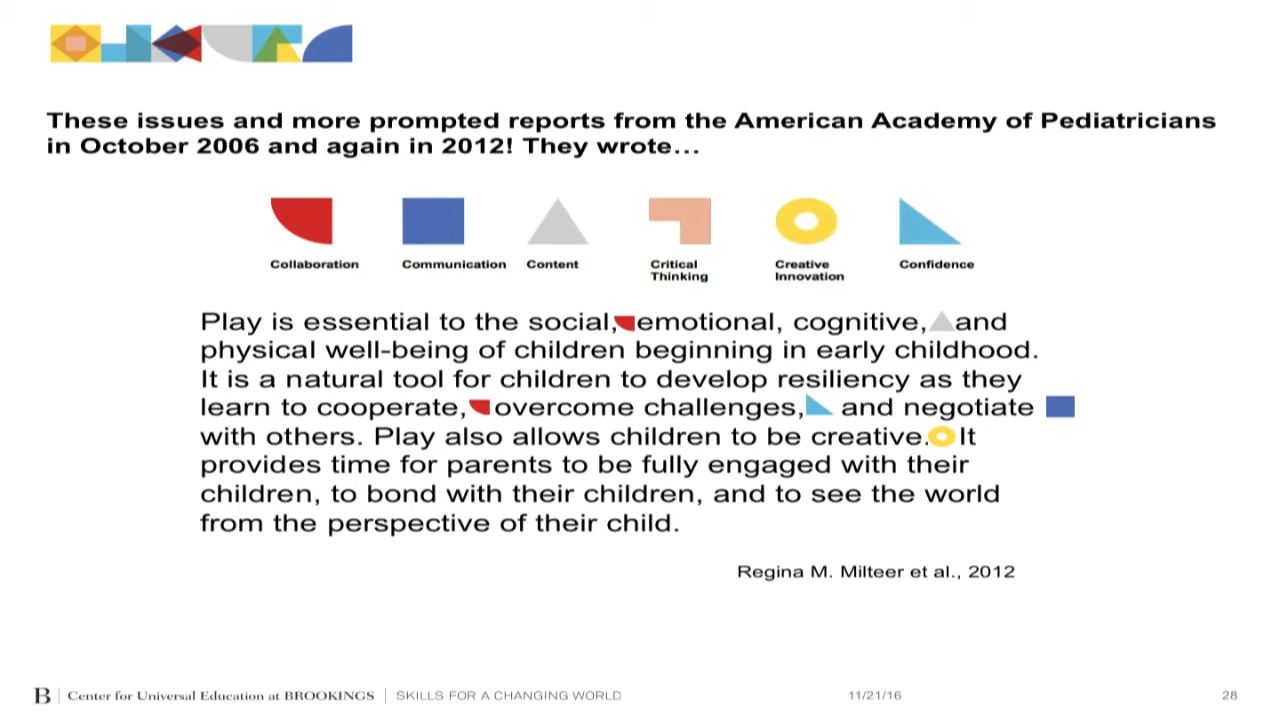 These issues and more prompted reports from the American Academy of Pediatricians
in October 2006 and again in 2012! They wrote…
Collaboration
Communication
Content
Critical
Thinking
Creative
Innovation
Confidence
Play is essential to the social, emotional, cognitive, and
physical well-being of children beginning in early childhood.
It is a natural tool for children to develop resiliency as they
learn to cooperate, overcome challenges, and negotiate
with others. Play also allows children to be creative. It
provides time for parents to be fully engaged with their
children, to bond with their children, and to see the world
from the perspective of their child.
Regina M. Milteer et al., 2012
B | Center for Universal Education at BROOKINGS | SKILLS FOR A CHANGING WORLD
11/21/16
28